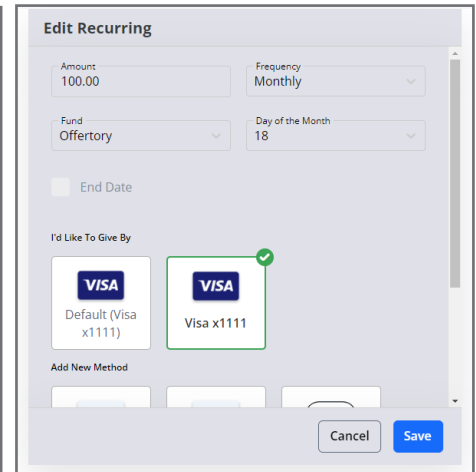 Edit Recurring
Amount
100.00
Frequency
Monthly
Fund
Offertory
Day of the Month
18
End Date
I'd Like To Give By
VISA
Default (Visa
x1111)
VISA
Visa x1111
Add New Method
Cancel
Save